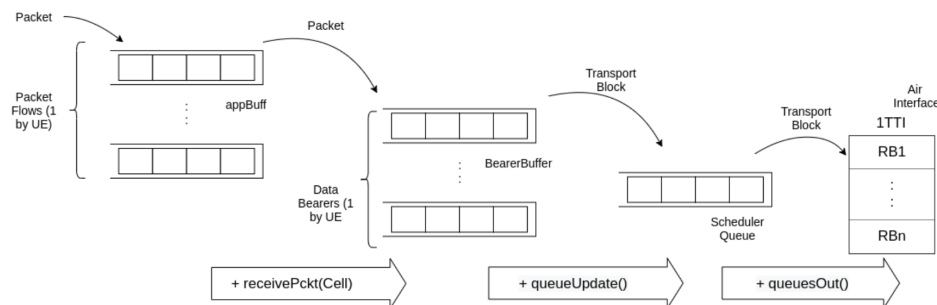 Packet
Packet
Packet
Flows (1
by UE)
appBuff
Transport
Block
Data
Bearers (1
by UE
BearerBuffer
Scheduler
Queue
Transport
Block
Air
Interface
1TTI
RB1
RBn
+ receivePckt(Cell)
+ queueUpdate()
+ queuesOut()